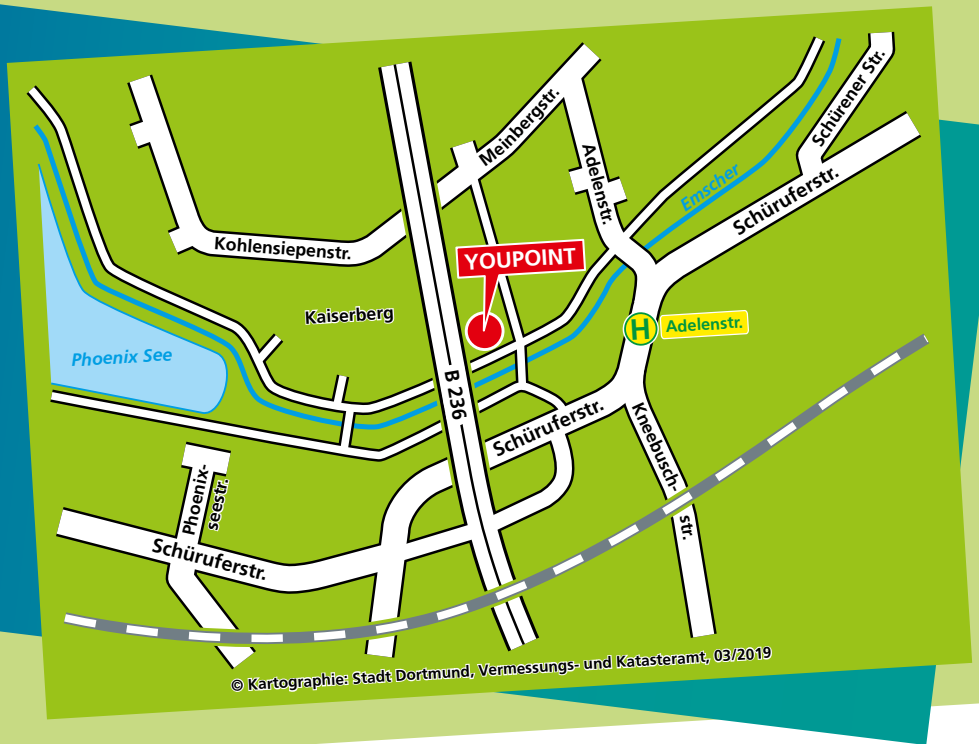 Schürener Str.
Meinbergstr.
Adelenstr.
Emscher
Schüruferstr.
Kohlensiepenstr.
YOUPOINT
Kaiserberg
H Adelenstr.
Phoenix See
B 236
Schüruferstr.
Kneebusch-
str.
Phoenix-
seestr.
Schüruferstr.
© Kartographie: Stadt Dortmund, Vermessungs- und Katasteramt, 03/2019